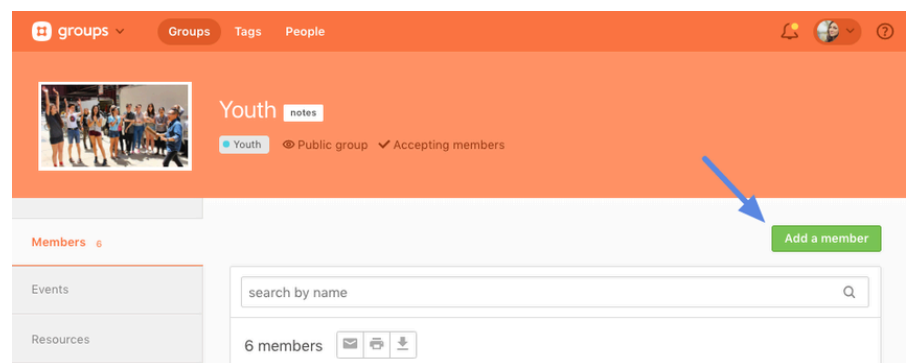 groups Groups Tags People
Youth notes
Youth Public group Accepting members
Add a member
Members 6
Events
search by name
Resources
6 members